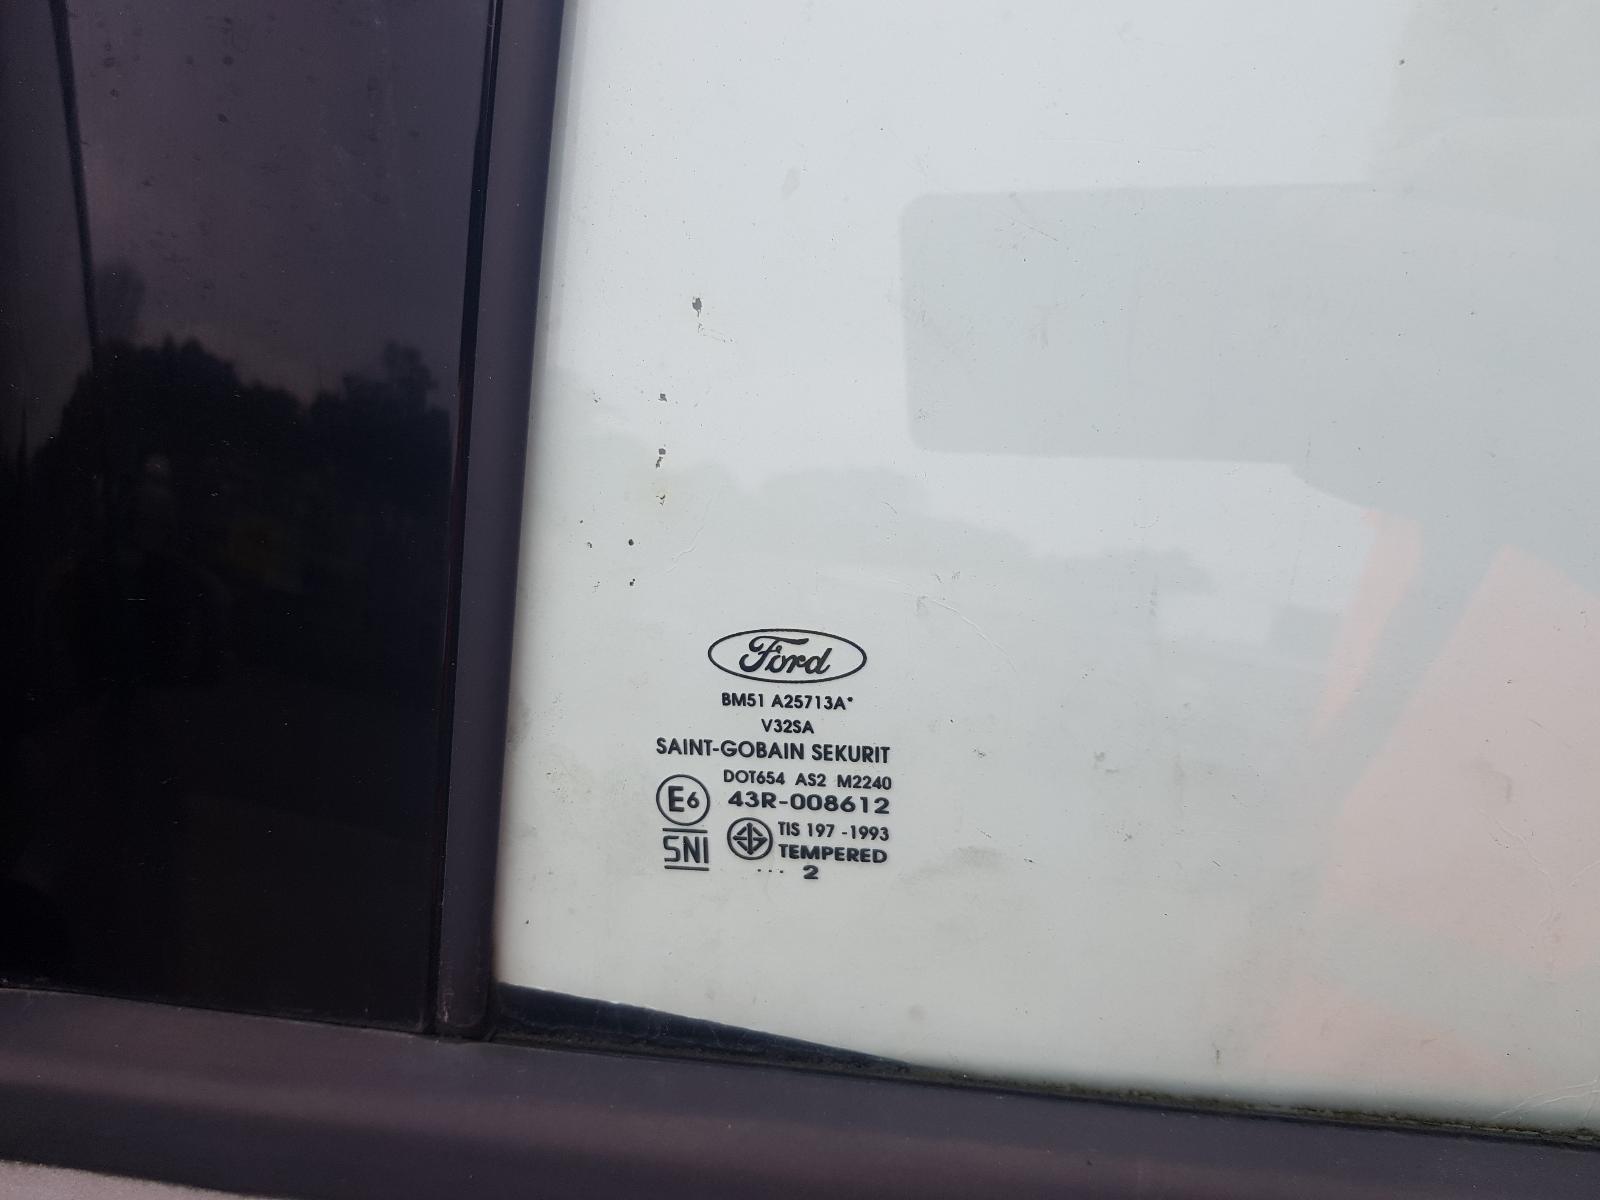 Ford
BM51 A25713A*
V32SA
SAINT-GOBAIN SEKURIT
DOT654 AS2 M2240
E6 43R-008612
TIS 197 -1993
SNI TEMPERED
... 2